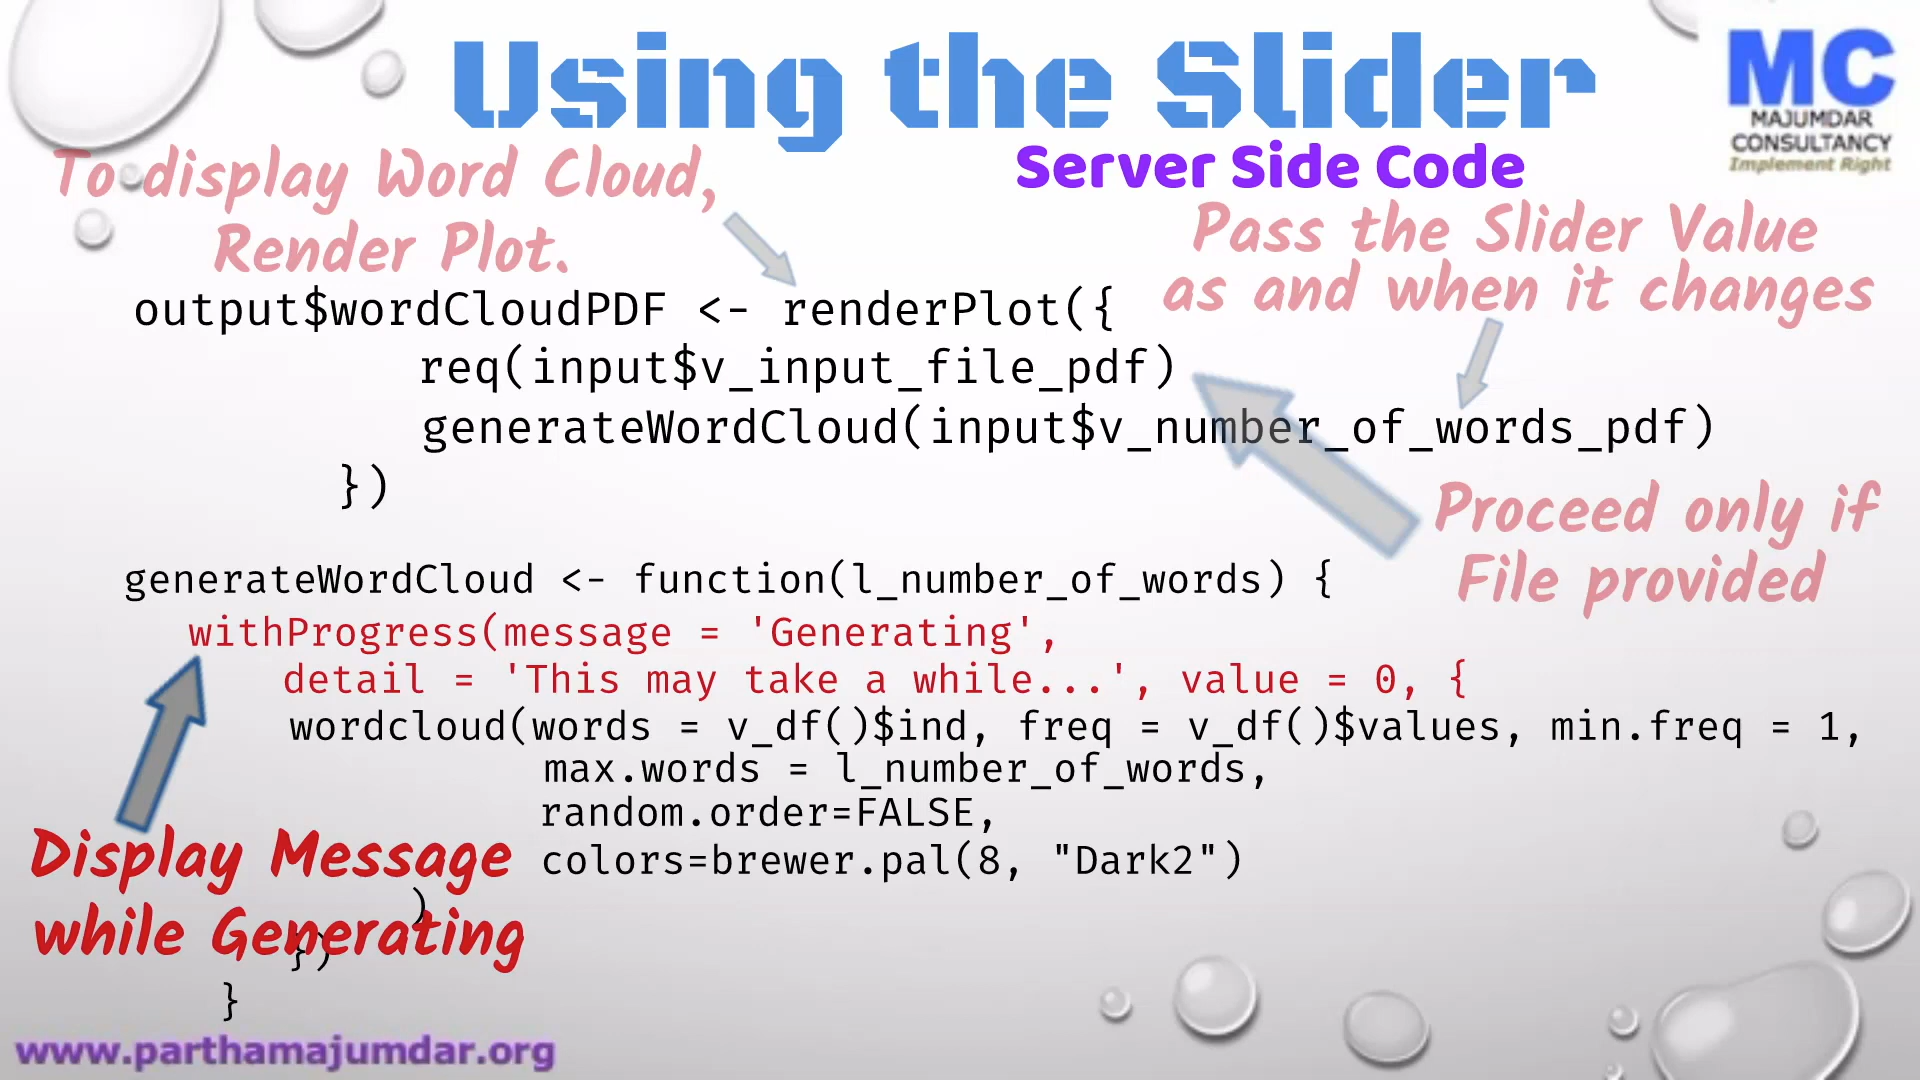 Using the Slider
MC
MAJUMDAR
CONSULTANCY
Implement Right
Server Side Code
To display Word Cloud,
Render Plot.
Pass the Slider Value
as and when it changes
output$wordCloudPDF <- renderPlot({
req(input$v_input_file_pdf)
generateWordCloud(input$v_number_of_words_pdf)
})
Proceed only if
File provided
generateWordCloud <- function(l_number_of_words) {
withProgress(message = 'Generating',
detail = 'This may take a while...', value = 0, {
wordcloud(words = v_df()$ind, freq = v_df()$values, min.freq = 1,
max.words = l_number_of_words,
random.order=FALSE,
colors=brewer.pal(8, "Dark2")
)
})
}
Display Message
while Generating
www.parthamajumdar.org